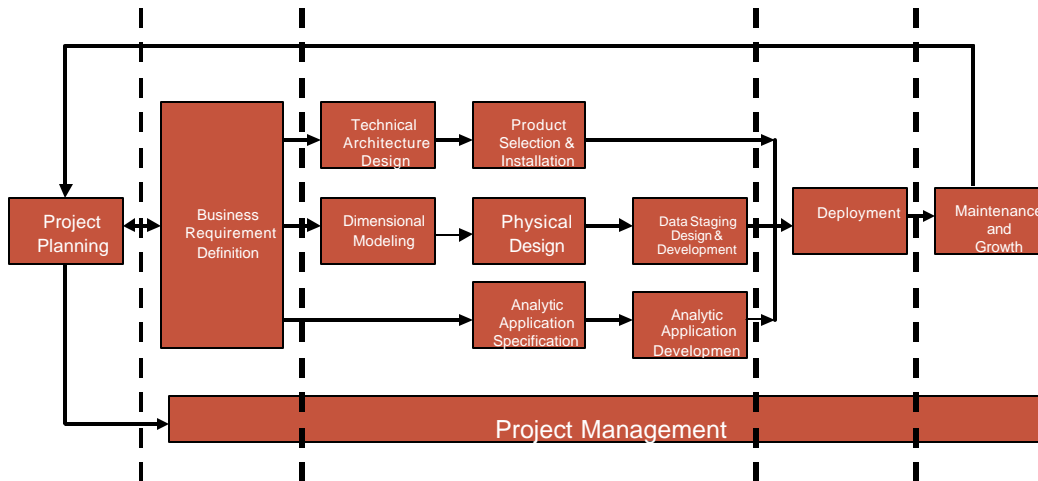 Technical
Architecture
Design
Product
Selection &
Installation
Project
Planning
Business
Requirement
Definition
Dimensional
Modeling
Physical
Design
Data Staging
Design &
Development
Deployment
Maintenance
and
Growth
Analytic
Application
Specification
Analytic
Application
Developmen
Project Management